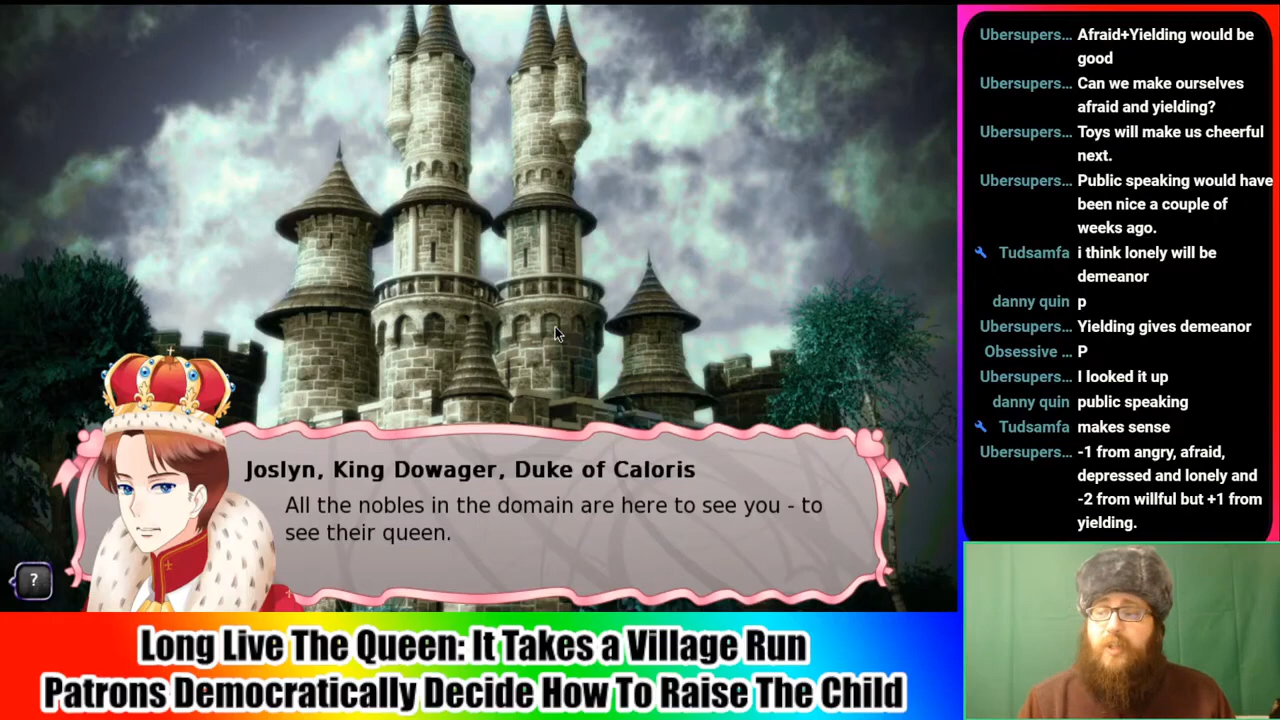 Joslyn, King Dowager, Duke of Caloris
All the nobles in the domain are here to see you - to
see their queen.
?
Long Live The Queen: It Takes a Village Run
Patrons Democratically Decide How To Raise The Child
Ubersupers… Afraid+Yielding would be
good
Ubersupers… Can we make ourselves
afraid and yielding?
Ubersupers… Toys will make us cheerful
next.
Ubersupers… Public speaking would have
been nice a couple of
weeks ago.
Tudsamfa i think lonely will be
demeanor
danny quin p
Ubersupers… Yielding gives demeanor
Obsessive … P
Ubersupers… I looked it up
danny quin public speaking
Tudsamfa makes sense
Ubersupers… -1 from angry, afraid,
depressed and lonely and
-2 from willful but +1 from
yielding.